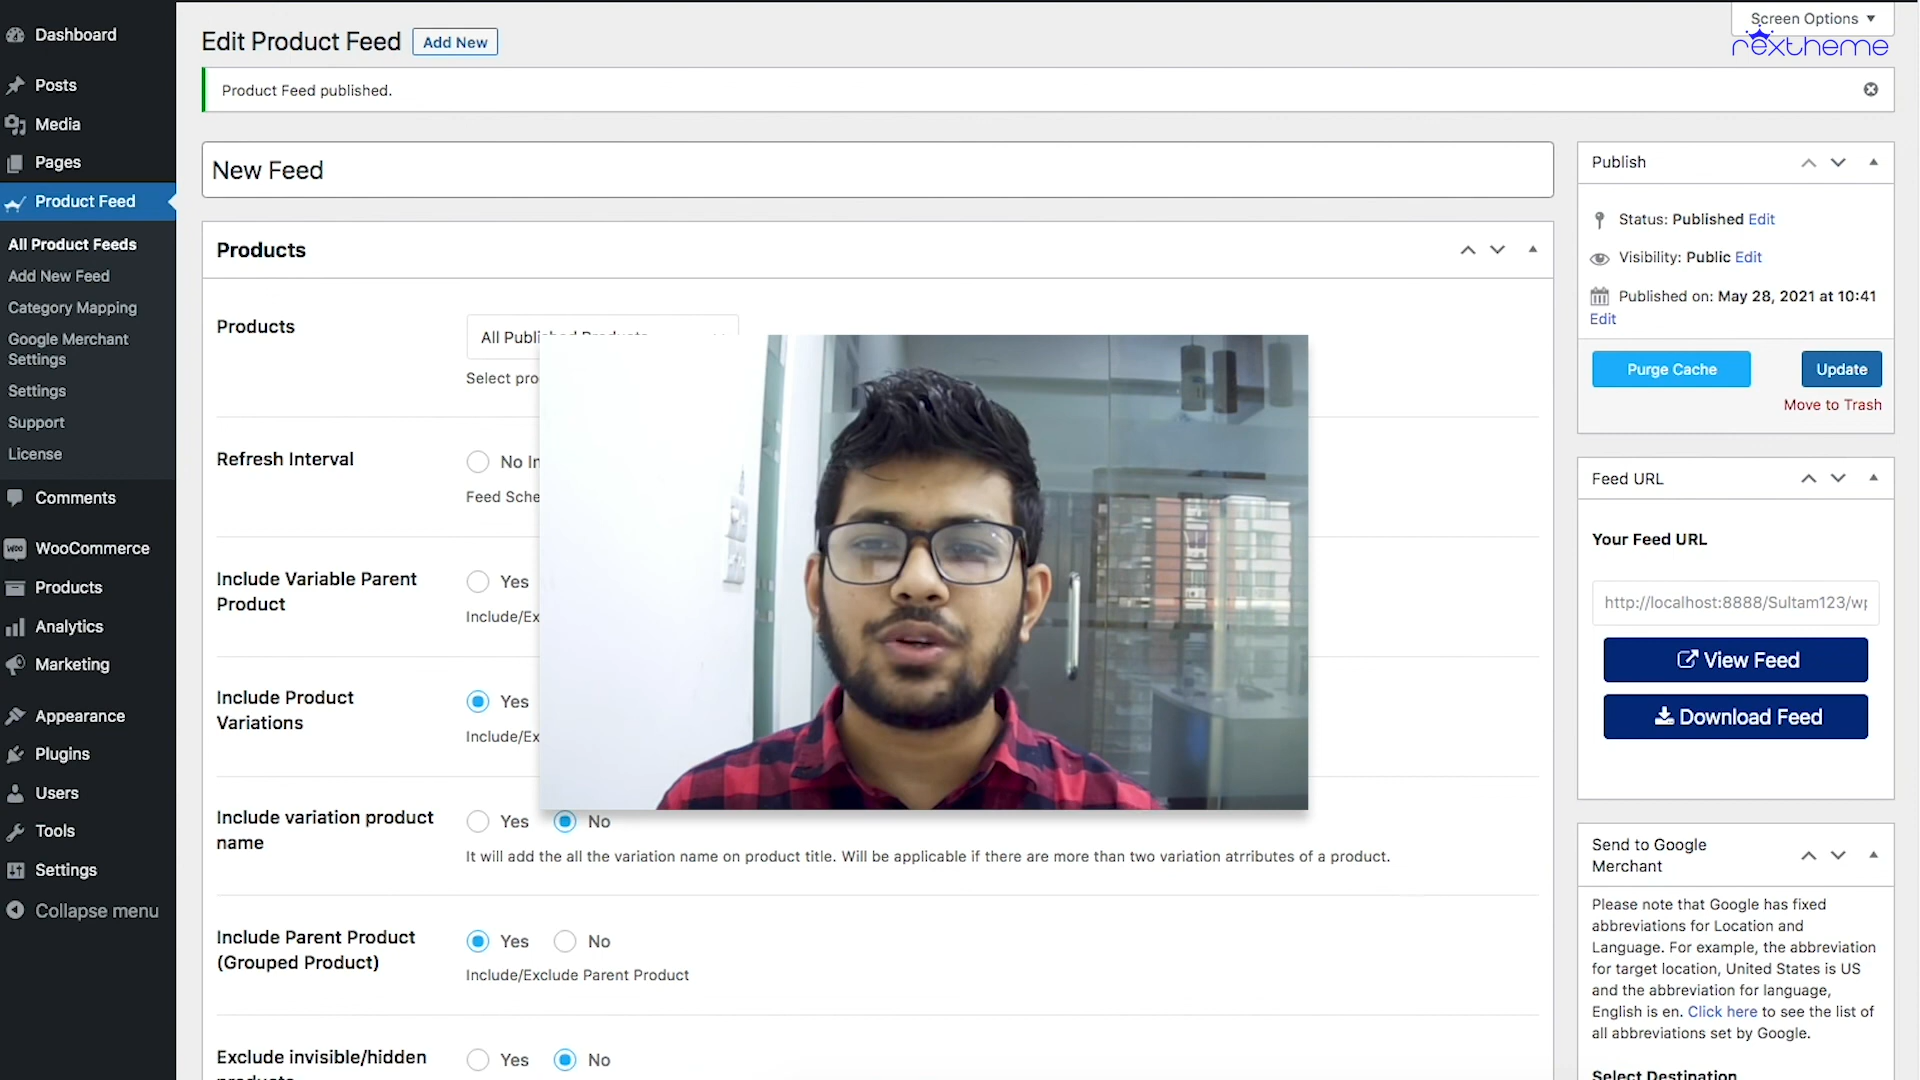 Dashboard
Posts
Media
Pages
Product Feed
All Product Feeds
Add New Feed
Category Mapping
Google Merchant
Settings
Settings
Support
License
Comments
WooCommerce
Products
Analytics
Marketing
Appearance
Plugins
Users
Tools
Settings
Collapse menu
Edit Product Feed Add New
Screen Options
rextheme
Product Feed published.
New Feed
Products
Products
All Published Products
Select
Refresh Interval
No
Feed
Include Variable Parent
Product
Yes
Include Product
Variations
Yes
Include variation product
name
Yes No
It will add the all the variation name on product title. Will be applicable if there are more than two variation atrributes of a product.
Include Parent Product
(Grouped Product)
Yes No
Include/Exclude Parent Product
Exclude invisible/hidden
Yes No
Publish
Status: Published Edit
Visibility: Public Edit
Published on: May 28, 2021 at 10:41
Edit
Purge Cache Update
Move to Trash
Feed URL
Your Feed URL
http://localhost:8888/Sultam123/wp
View Feed
Download Feed
Send to Google
Merchant
Please note that Google has fixed
abbreviations for Location and
Language. For example, the abbreviation
for target location, United States is US
and the abbreviation for language,
English is en. Click here to see the list of
all abbreviations set by Google.
Select Destination